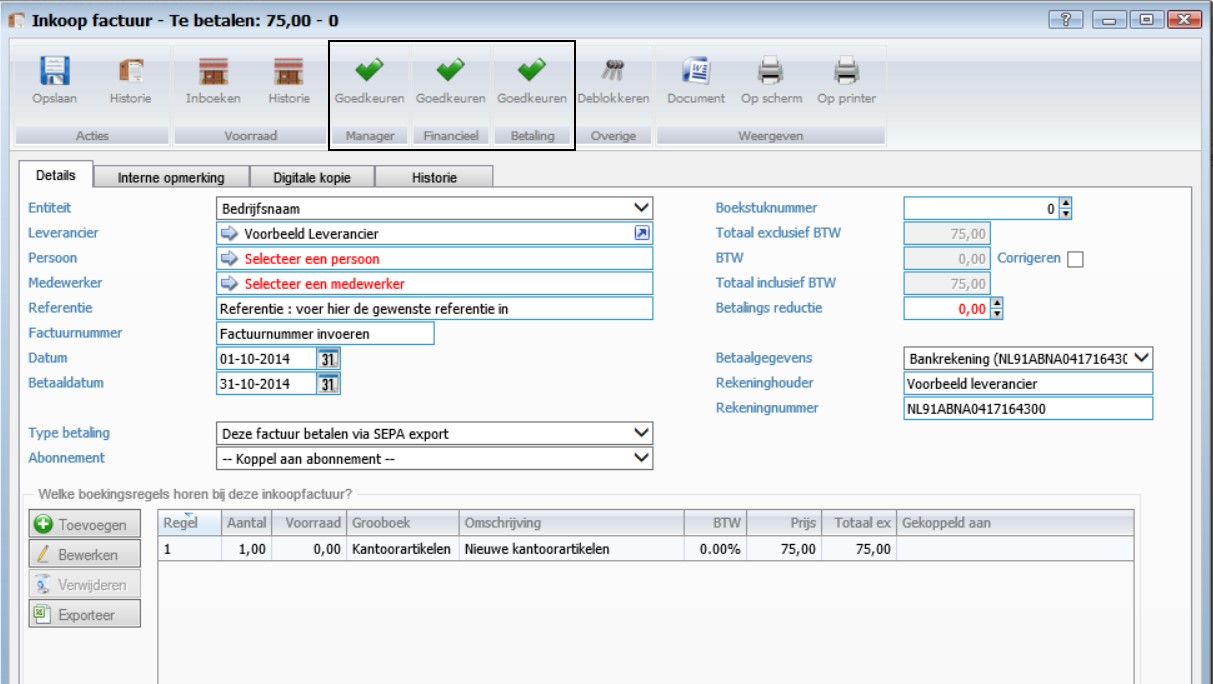 Inkoop factuur - Te betalen: 75,00 - 0
Opslaan Historie Inboeken Historie Goedkeuren Goedkeuren Goedkeuren Deblokkeren Document Op scherm Op printer
Acties Voorraad Manager Financieel Betaling Overige Weergeven
Details Interne opmerking Digitale kopie Historie
Entiteit Bedrijfsnaam Boekstuknummer 0
Leverancier Voorbeeld Leverancier Totaal exclusief BTW 75,00
Persoon Selecteer een persoon BTW 0,00 Corrigeren
Medewerker Selecteer een medewerker Totaal inclusief BTW 75,00
Referentie Referentie : voer hier de gewenste referentie in Betalings reductie 0,00
Factuurnummer Factuurnummer invoeren
Datum 01-10-2014 31 Betaalgegevens Bankrekening (NL91ABNA041716430
Betaaldatum 31-10-2014 31 Rekeninghouder Voorbeeld leverancier
Rekeningnummer NL91ABNA0417164300
Type betaling Deze factuur betalen via SEPA export
Abonnement -- Koppel aan abonnement --
Welke boekingsregels horen bij deze inkoopfactuur?
Toevoegen Regel Aantal Voorraad Grooboek Omschrijving BTW Prijs Totaal ex Gekoppeld aan
Bewerken 1 1,00 0,00 Kantoorartikelen Nieuwe kantoorartikelen 0.00% 75,00 75,00
Verwijderen
Exporteer